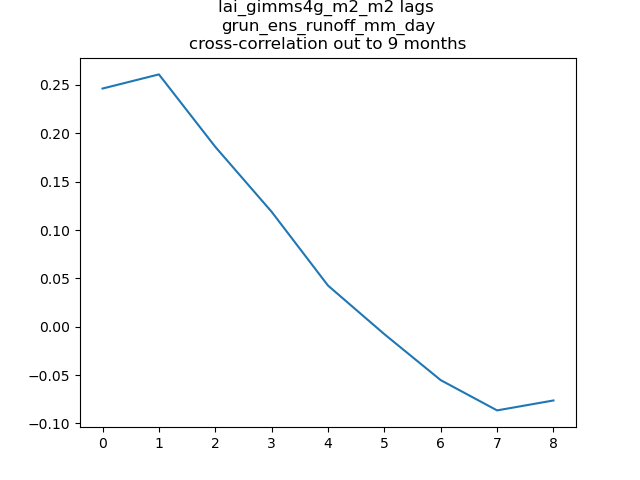 lai_gimms4g_m2_m2 lags
grun_ens_runoff_mm_day
cross-correlation out to 9 months
0.25
0.20
0.15
0.10
0.05
0.00
−0.05
−0.10
0 1 2 3 4 5 6 7 8